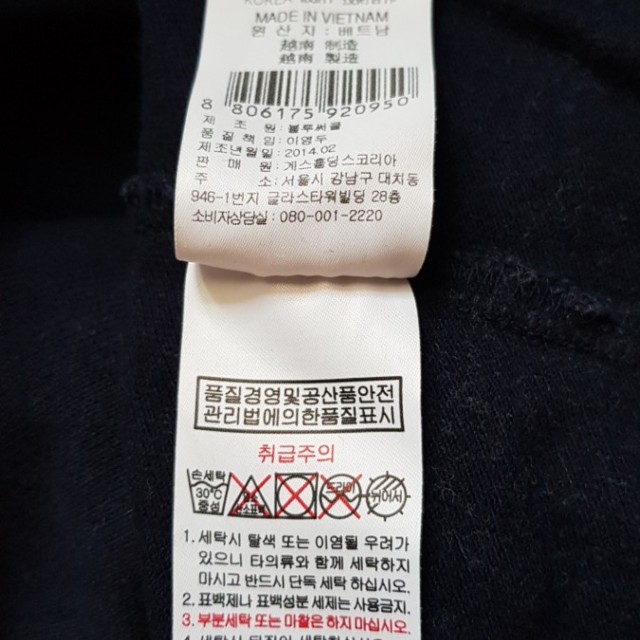 MADE IN VIETNAM
원 산 지 : 베트남
越南 制造
越南 製造
8 806175 920950
제 조 원 : 블루써클
품 질 책 임 : 이영두
제조년월일 : 2014.02
판 매 원 : 게스홀딩스코리아
주 소 : 서울시 강남구 대치동
946-1번지 글라스타워빌딩 28층
소비자상담실 : 080-001-2220
품질경영및공산품안전
관리법에의한품질표시
취급주의
손세탁
30℃
중성
드라이
뉘어서
1. 세탁시 탈색 또는 이염될 우려가
있으니 타의류와 함께 세탁하지
마시고 반드시 단독 세탁 하십시오.
2. 표백제나 표백성분 세제는 사용금지.
3. 부분세탁 또는 마찰은 하지 마십시오